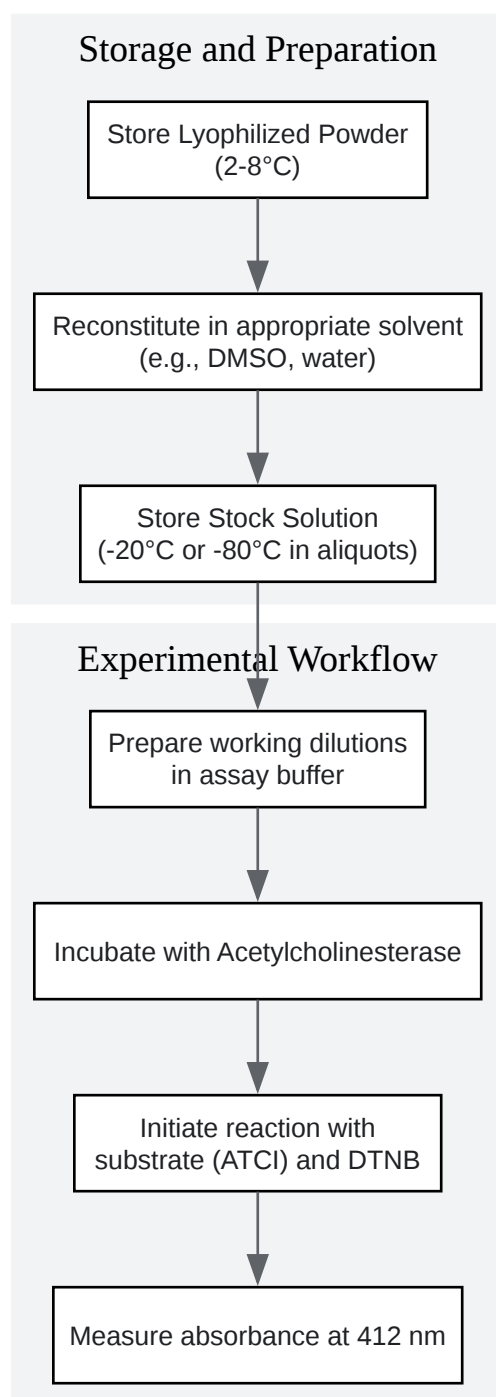 Storage and Preparation
Store Lyophilized Powder
(2-8°C)
Reconstitute in appropriate solvent
(e.g., DMSO, water)
Store Stock Solution
(-20°C or -80°C in aliquots)
Experimental Workflow
Prepare working dilutions
in assay buffer
Incubate with Acetylcholinesterase
Initiate reaction with
substrate (ATCI) and DTNB
Measure absorbance at 412 nm